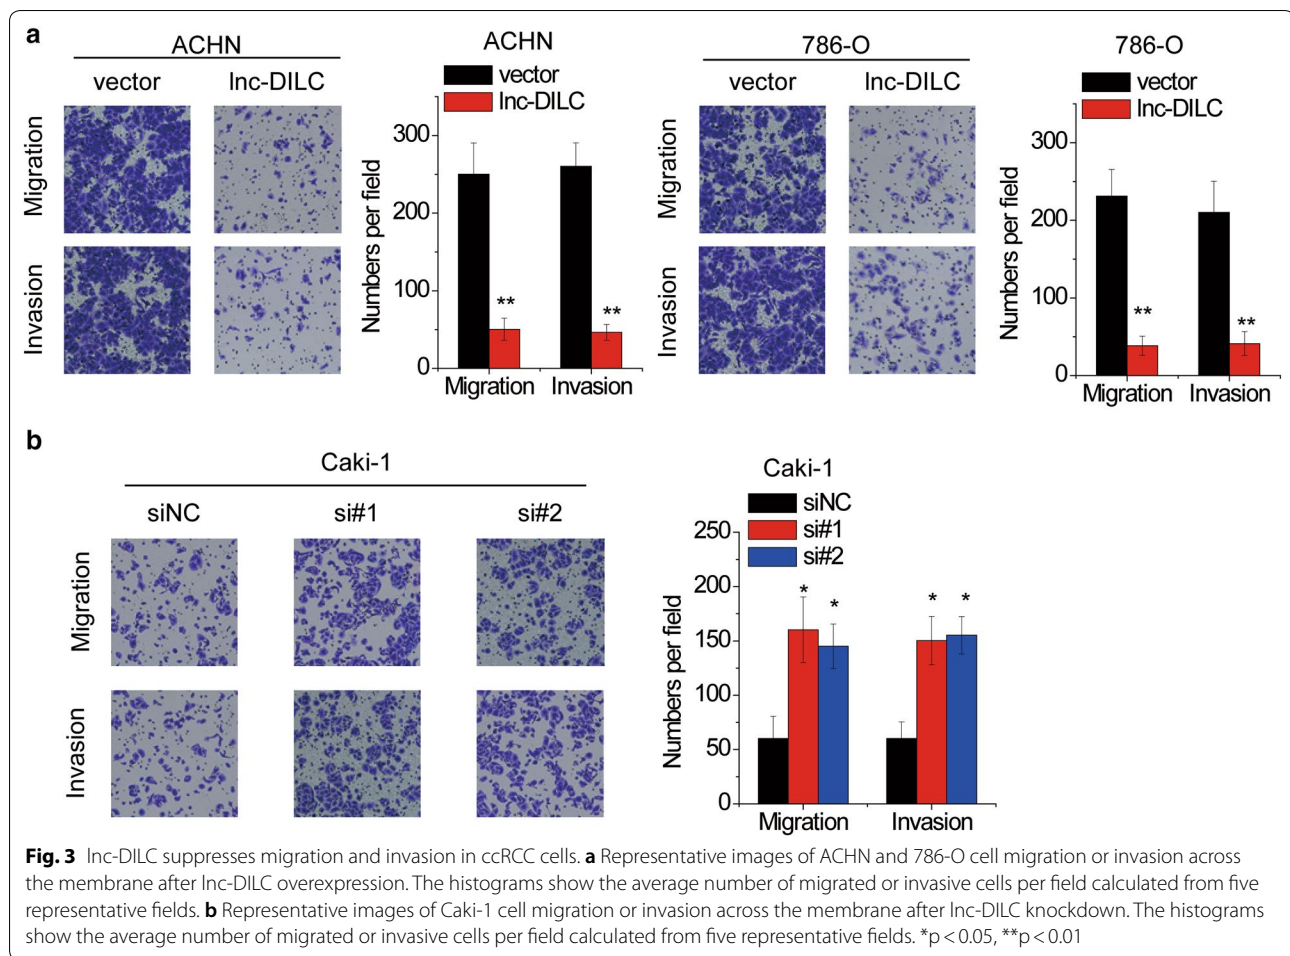 a
ACHN
vector lnc-DILC
Migration
Invasion
ACHN
vector
lnc-DILC
Numbers per field
300
200
100
0
**
**
Migration Invasion
786-O
vector lnc-DILC
Migration
Invasion
786-O
vector
lnc-DILC
Numbers per field
300
200
100
0
**
**
Migration Invasion
b
Caki-1
siNC si#1 si#2
Migration
Invasion
Caki-1
siNC
si#1
si#2
Numbers per field
250
200
150
100
50
0
* *
* *
Migration Invasion
Fig. 3 lnc-DILC suppresses migration and invasion in ccRCC cells. a Representative images of ACHN and 786-O cell migration or invasion across
the membrane after lnc-DILC overexpression. The histograms show the average number of migrated or invasive cells per field calculated from five
representative fields. b Representative images of Caki-1 cell migration or invasion across the membrane after lnc-DILC knockdown. The histograms
show the average number of migrated or invasive cells per field calculated from five representative fields. *p < 0.05, **p < 0.01